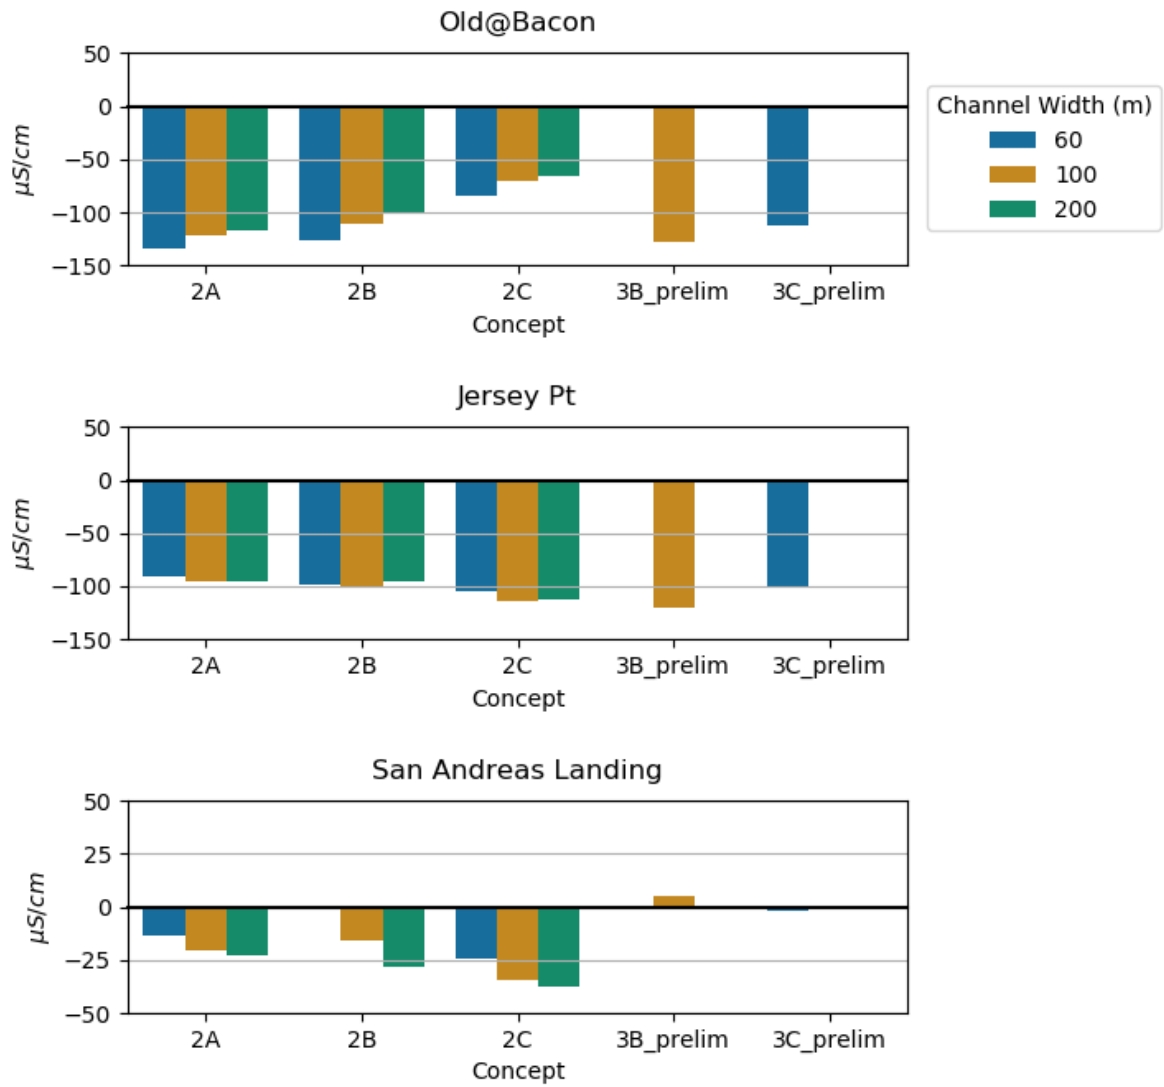 Old@Bacon
50
0
−50
−100
−150
μS/cm
2A 2B 2C 3B_prelim 3C_prelim
Concept
Channel Width (m)
60
100
200
Jersey Pt
50
0
−50
−100
−150
μS/cm
2A 2B 2C 3B_prelim 3C_prelim
Concept
San Andreas Landing
50
25
0
−25
−50
μS/cm
2A 2B 2C 3B_prelim 3C_prelim
Concept